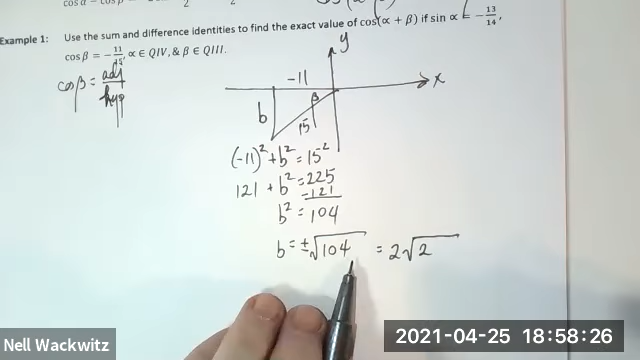 Example 1: Use the sum and difference identities to find the exact value of cos(α + β) if sin α = -13/14,
cos β = -11/15, α ∈ QIV, & β ∈ QIII.
cos β = adj/hyp
y
x
-11
β
b
15
(-11)² + b² = 15²
121 + b² = 225
-121
b² = 104
b = ±√104 = 2√2
Nell Wackwitz
2021-04-25 18:58:26